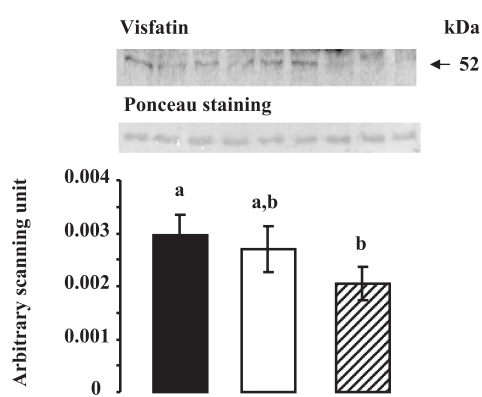 Visfatin kDa
52
Ponceau staining
Arbitrary scanning unit
0.004
0.003
0.002
0.001
0
a
a,b
b